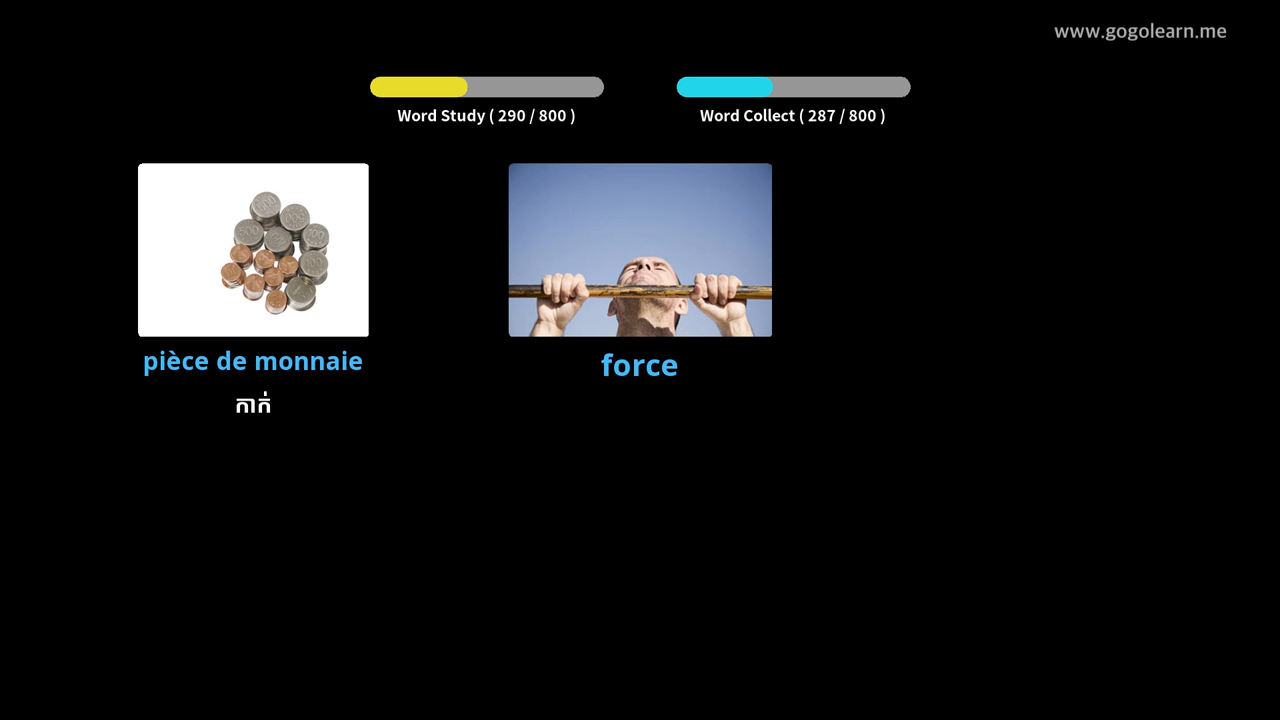 www.gogolearn.me
Word Study ( 290 / 800 )
Word Collect ( 287 / 800 )
pièce de monnaie
force
កាក់